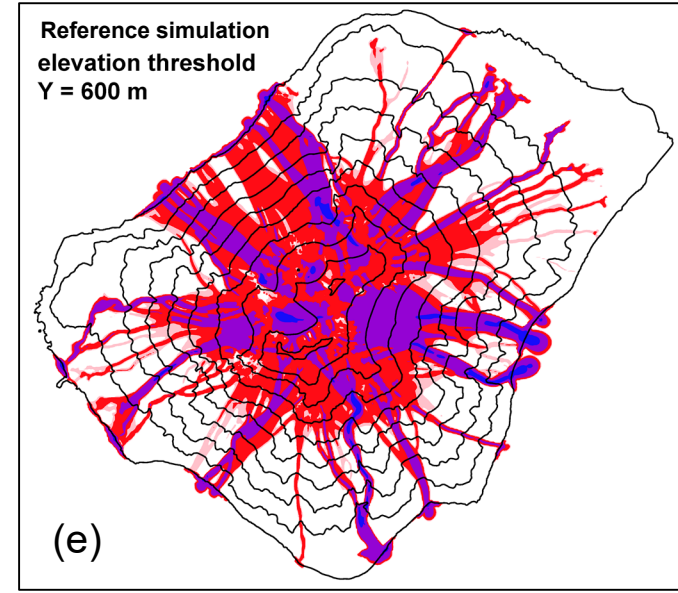 Reference simulation
elevation threshold
Y = 600 m
(e)